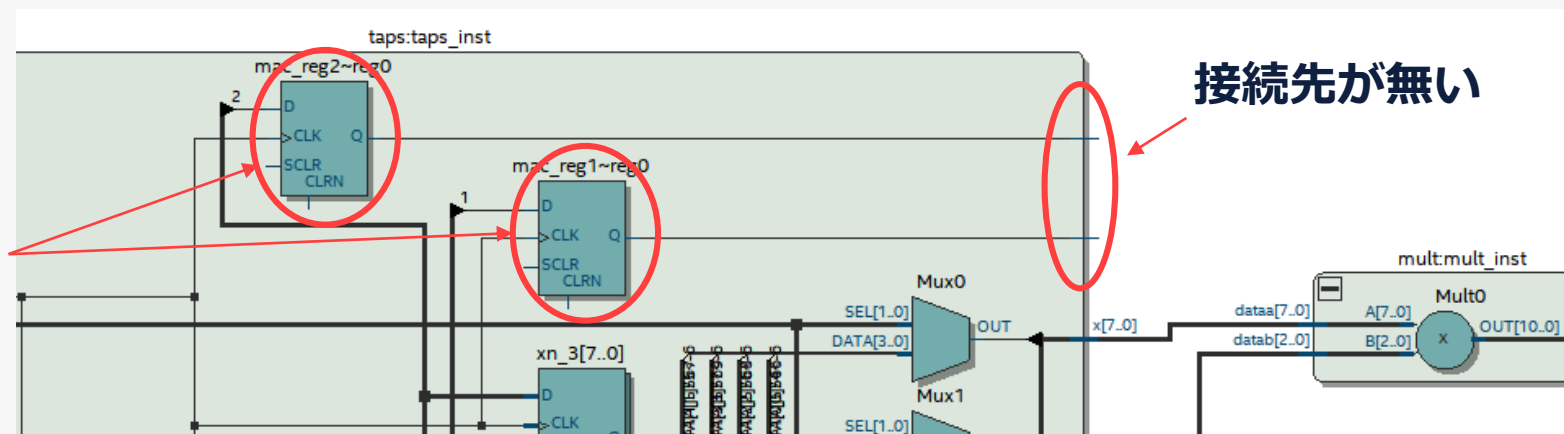 taps:taps_inst
mac_reg2~reg0
2
D
CLK
Q
SCLR
CLRN
接続先が無い
mac_reg1~reg0
1
D
CLK
Q
SCLR
CLRN
mult:mult_inst
Mux0
Mult0
SEL[1..0]
DATA[3..0]
OUT
x[7..0]
dataa[7..0]
datab[2..0]
A[7..0]
B[2..0]
x
OUT[10..0]
xn_3[7..0]
D
CLK
Mux1
SEL[1..0]